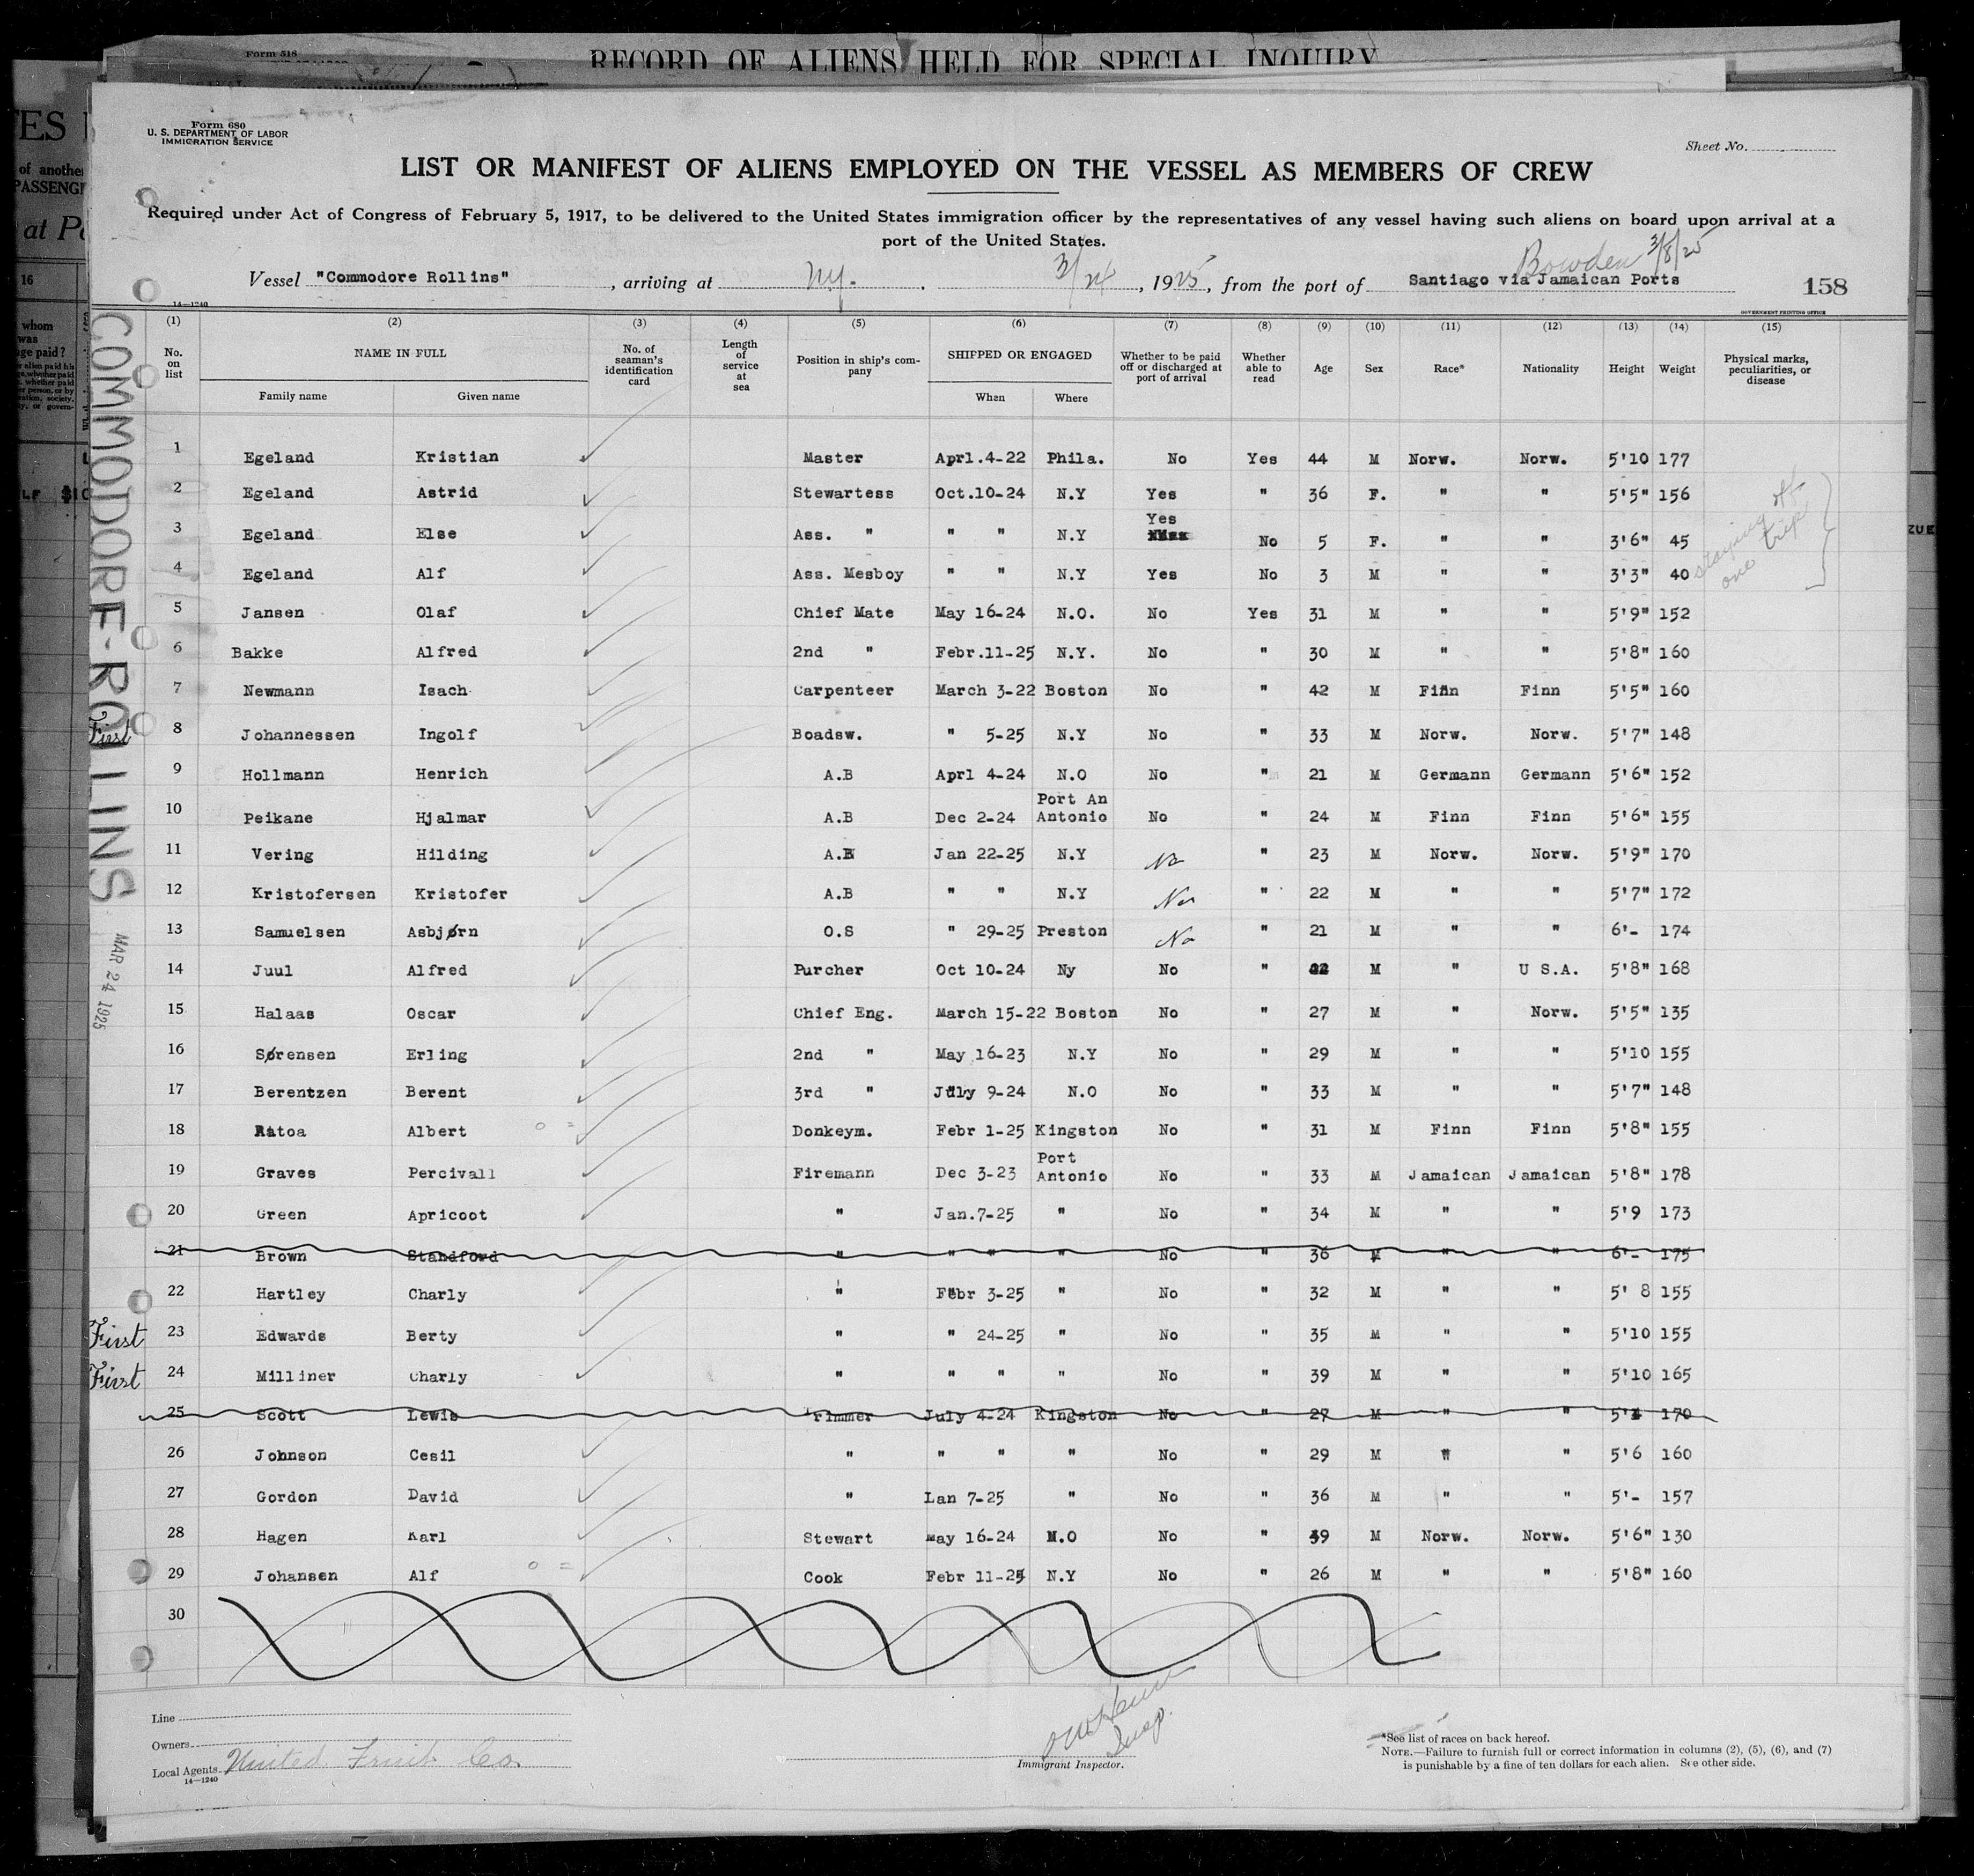 Form 518
RECORD OF ALIENS HELD FOR SPECIAL INQUIRY
Form 680
U. S. DEPARTMENT OF LABOR
IMMIGRATION SERVICE
Sheet No.
LIST OR MANIFEST OF ALIENS EMPLOYED ON THE VESSEL AS MEMBERS OF CREW
Required under Act of Congress of February 5, 1917, to be delivered to the United States immigration officer by the representatives of any vessel having such aliens on board upon arrival at a
port of the United States.
Bowden 3/8/25
Vessel "Commodore Rollins", arriving at NY., 3/24, 1925, from the port of Santiago via Jamaican Ports 158
14—1240
GOVERNMENT PRINTING OFFICE
COMMODORE-ROLLINS
MAR 24 1925
(1) (2) (3) (4) (5) (6) (7) (8) (9) (10) (11) (12) (13) (14) (15)
No. on list NAME IN FULL No. of seaman's identification card Length of service at sea Position in ship's company SHIPPED OR ENGAGED Whether to be paid off or discharged at port of arrival Whether able to read Age Sex Race* Nationality Height Weight Physical marks, peculiarities, or disease
Family name Given name When Where
1 Egeland Kristian Master Aprl.4-22 Phila. No Yes 44 M Norw. Norw. 5'10 177
2 Egeland Astrid Stewartess Oct.10-24 N.Y Yes " 36 F. " " 5'5" 156
3 Egeland Else Ass. " " " N.Y Yes No 5 F. " " 3'6" 45
4 Egeland Alf Ass. Mesboy " " N.Y Yes No 3 M " " 3'3" 40
staying off one trip
5 Jansen Olaf Chief Mate May 16-24 N.O. No Yes 31 M " " 5'9" 152
6 Bakke Alfred 2nd " Febr.11-25 N.Y. No " 30 M " " 5'8" 160
7 Newmann Isach Carpenteer March 3-22 Boston No " 42 M Finn Finn 5'5" 160
First 8 Johannessen Ingolf Boadsw. " 5-25 N.Y No " 33 M Norw. Norw. 5'7" 148
9 Hollmann Henrich A.B Aprl 4-24 N.O No " 21 M Germann Germann 5'6" 152
10 Peikane Hjalmar A.B Dec 2-24 Port An Antonio No " 24 M Finn Finn 5'6" 155
11 Vering Hilding A.B Jan 22-25 N.Y No " 23 M Norw. Norw. 5'9" 170
12 Kristofersen Kristofer A.B " " N.Y No " 22 M " " 5'7" 172
13 Samuelsen Asbjørn O.S " 29-25 Preston No " 21 M " " 6'- 174
14 Juul Alfred Purcher Oct 10-24 Ny No " M " U S.A. 5'8" 168
15 Halaas Oscar Chief Eng. March 15-22 Boston No " 27 M " Norw. 5'5" 135
16 Sørensen Erling 2nd " May 16-23 N.Y No " 29 M " " 5'10 155
17 Berentzen Berent 3rd " July 9-24 N.O No " 33 M " " 5'7" 148
18 Ratoa Albert Donkeym. Febr 1-25 Kingston No " 31 M Finn Finn 5'8" 155
19 Graves Percivall Firemann Dec 3-23 Port Antonio No " 33 M Jamaican Jamaican 5'8" 178
20 Green Apricoot " Jan.7-25 " No " 34 M " " 5'9 173
21 Brown Standford " " " " No " 36 M " " 6'- 175
22 Hartley Charly " Febr 3-25 " No " 32 M " " 5' 8 155
First 23 Edwards Berty " " 24-25 " No " 35 M " " 5'10 155
First 24 Milliner Charly " " " " No " 39 M " " 5'10 165
25 Scott Lewis Trimmer July 4-24 Kingston No " 27 M " " 5'4 170
26 Johnson Cesil " " " " No " 29 M " " 5'6 160
27 Gordon David " Lan 7-25 " No " 36 M " " 5'- 157
28 Hagen Karl Stewart May 16-24 N.O No " 39 M Norw. Norw. 5'6" 130
29 Johansen Alf Cook Febr 11-25 N.Y No " 26 M " " 5'8" 160
30
Line
Owners
Local Agents United Fruit Co.
14—1240
Insp.
Immigrant Inspector.
*See list of races on back hereof.
NOTE.—Failure to furnish full or correct information in columns (2), (5), (6), and (7)
is punishable by a fine of ten dollars for each alien. See other side.